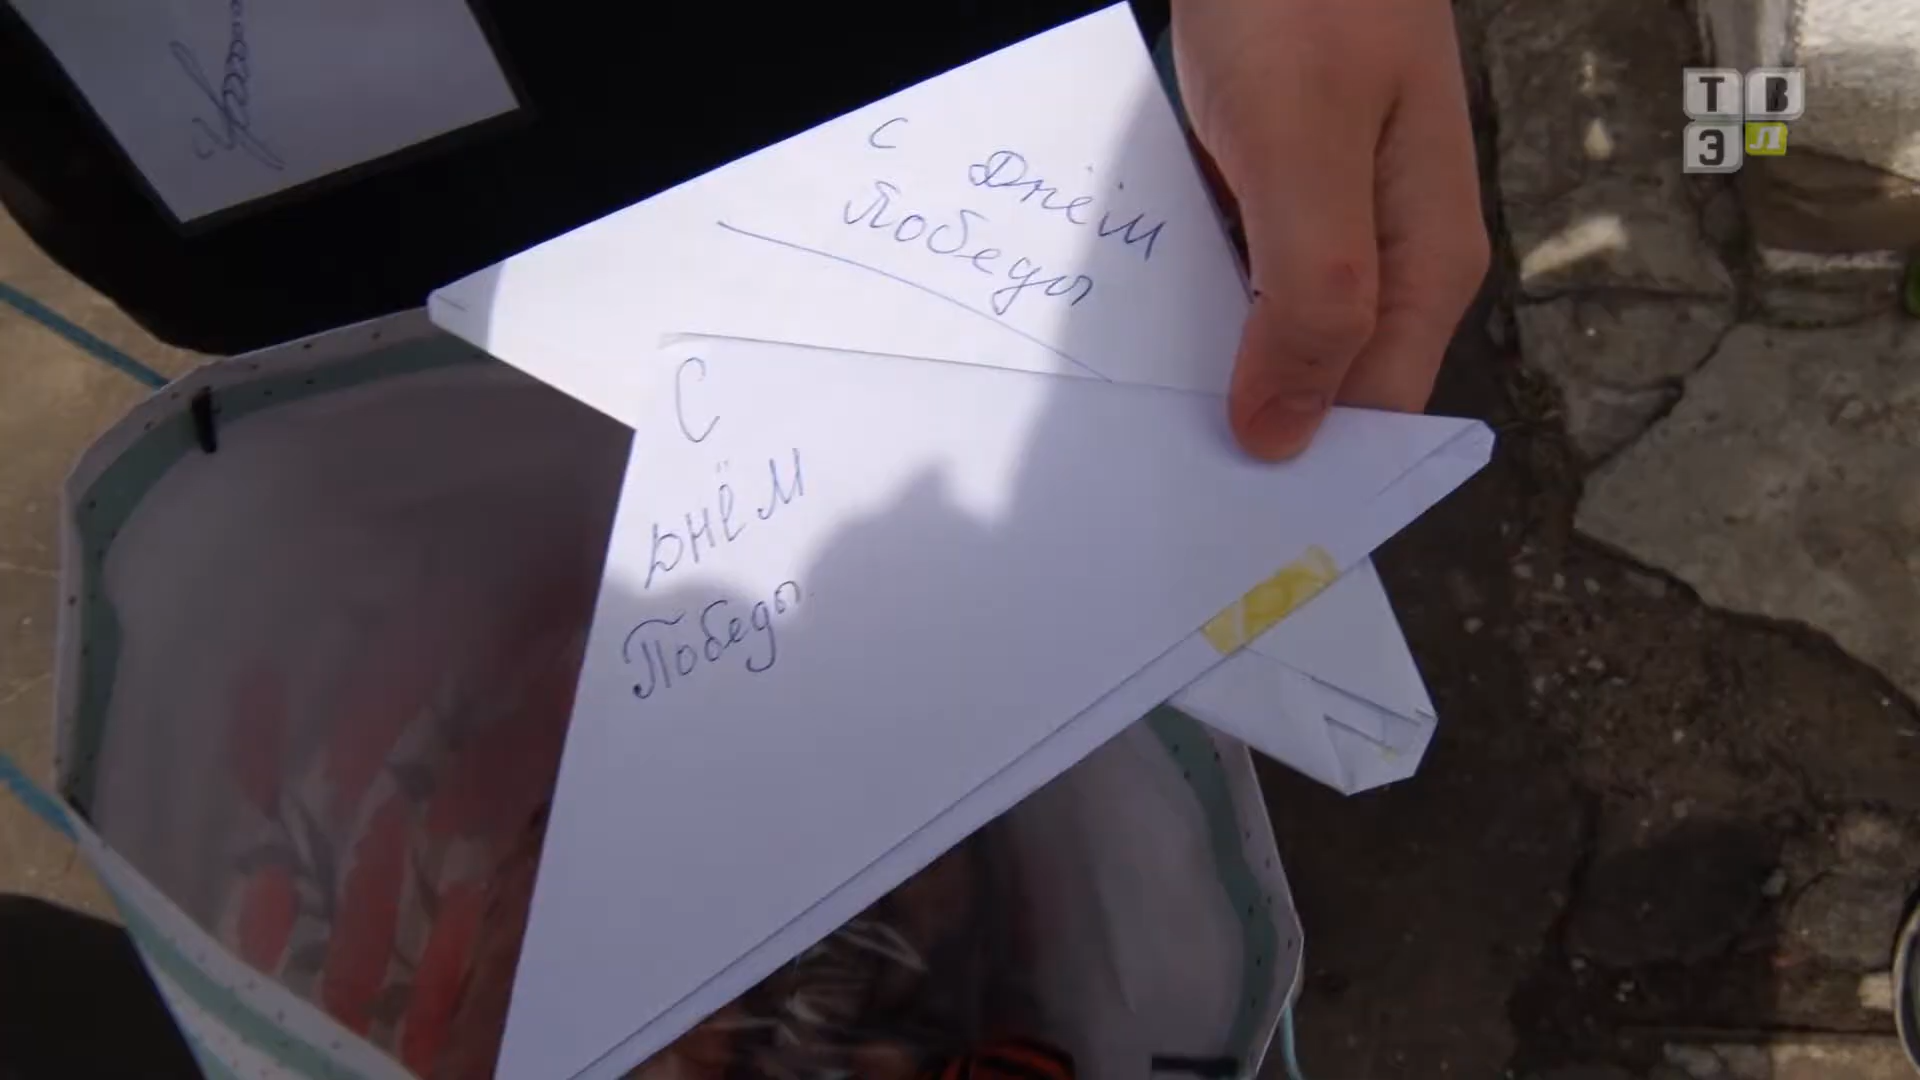 С
Днём
Победы
С
днём
Победы.
ТВ
ЭЛ